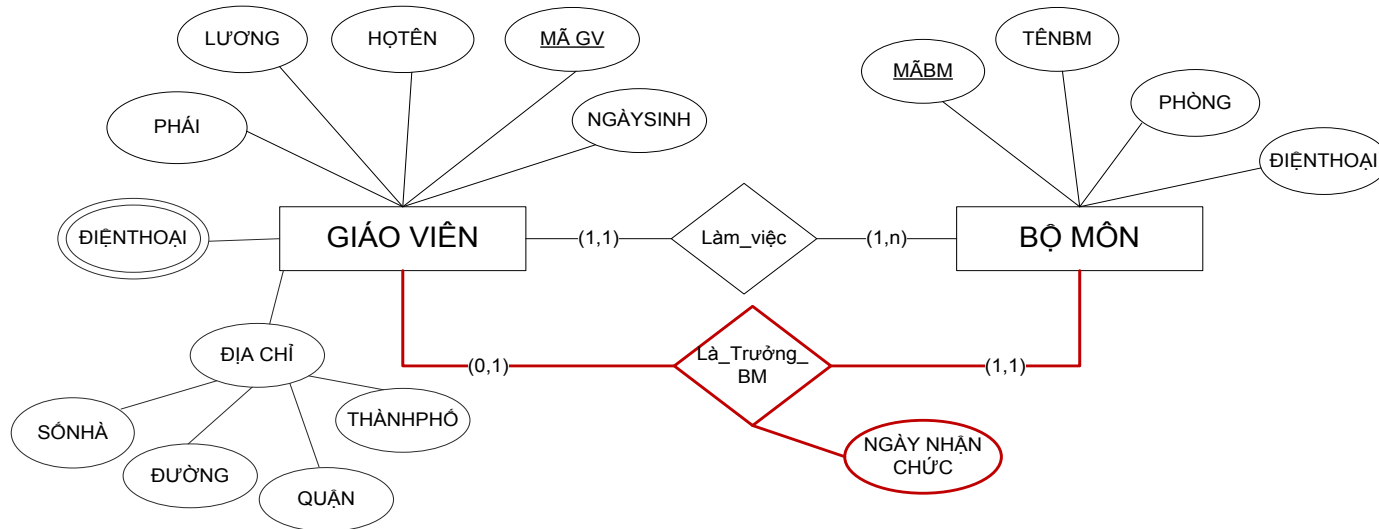 LƯƠNG
HỌTÊN
MÃ GV
TÊNBM
MÃBM
PHÁI
NGÀYSINH
PHÒNG
ĐIỆNTHOẠI
ĐIỆNTHOẠI
GIÁO VIÊN
(1,1)
Làm_việc
(1,n)
BỘ MÔN
ĐỊA CHỈ
(0,1)
Là_Trưởng_
BM
(1,1)
SỐNHÀ
THÀNHPHỐ
ĐƯỜNG
QUẬN
NGÀY NHẬN
CHỨC